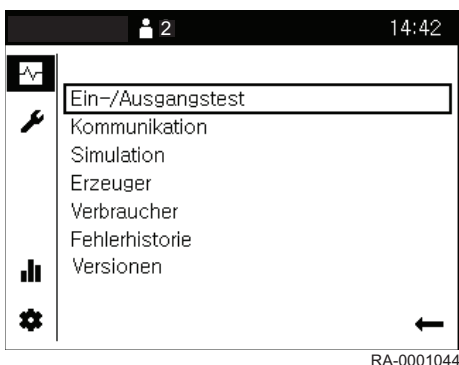 2 14:42
Ein-/Ausgangstest
Kommunikation
Simulation
Erzeuger
Verbraucher
Fehlerhistorie
Versionen
RA-0001044